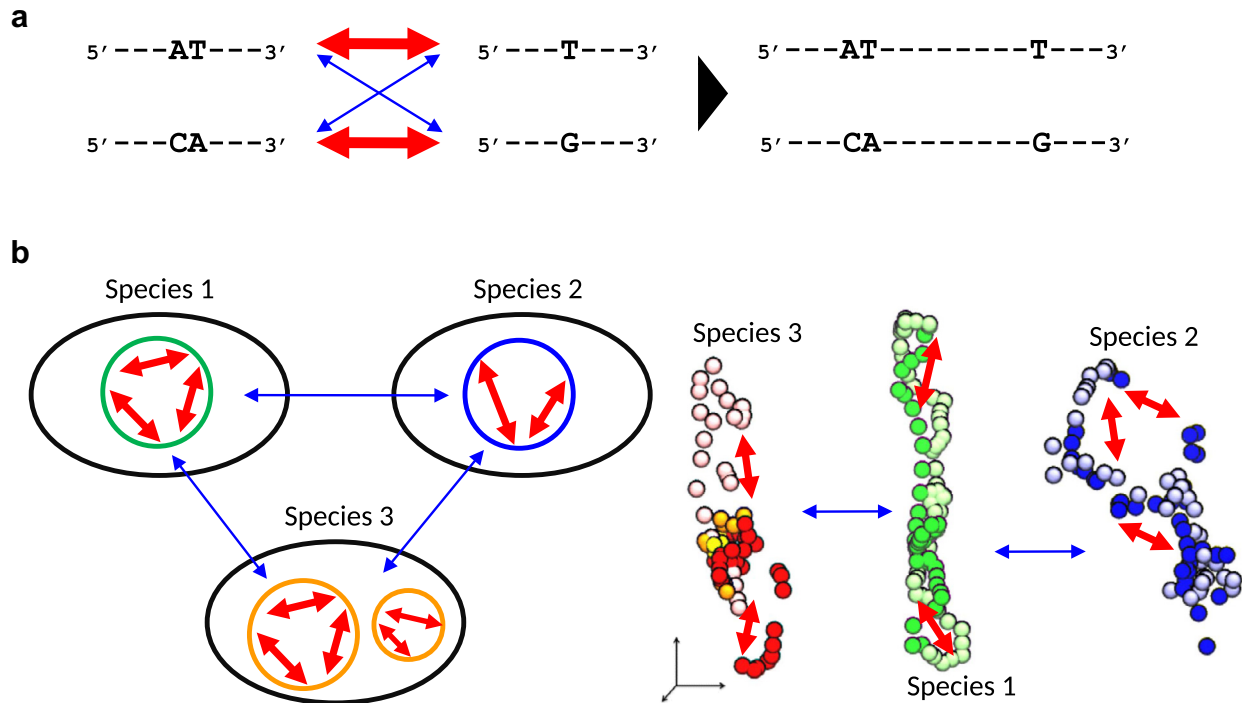 a
5′---AT---3′ 5′---T---3′ 5′---AT--------T---3′
5′---CA---3′ 5′---G---3′ 5′---CA--------G---3′
b
Species 1 Species 2
Species 3
Species 3
Species 2
Species 1